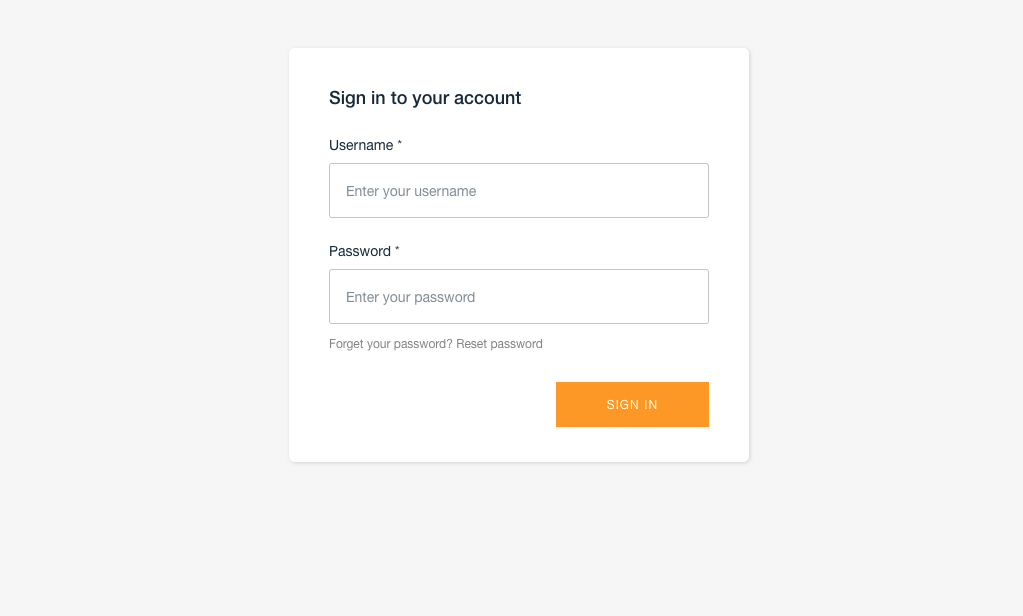 Sign in to your account
Username *
Enter your username
Password *
Enter your password
Forget your password? Reset password
SIGN IN